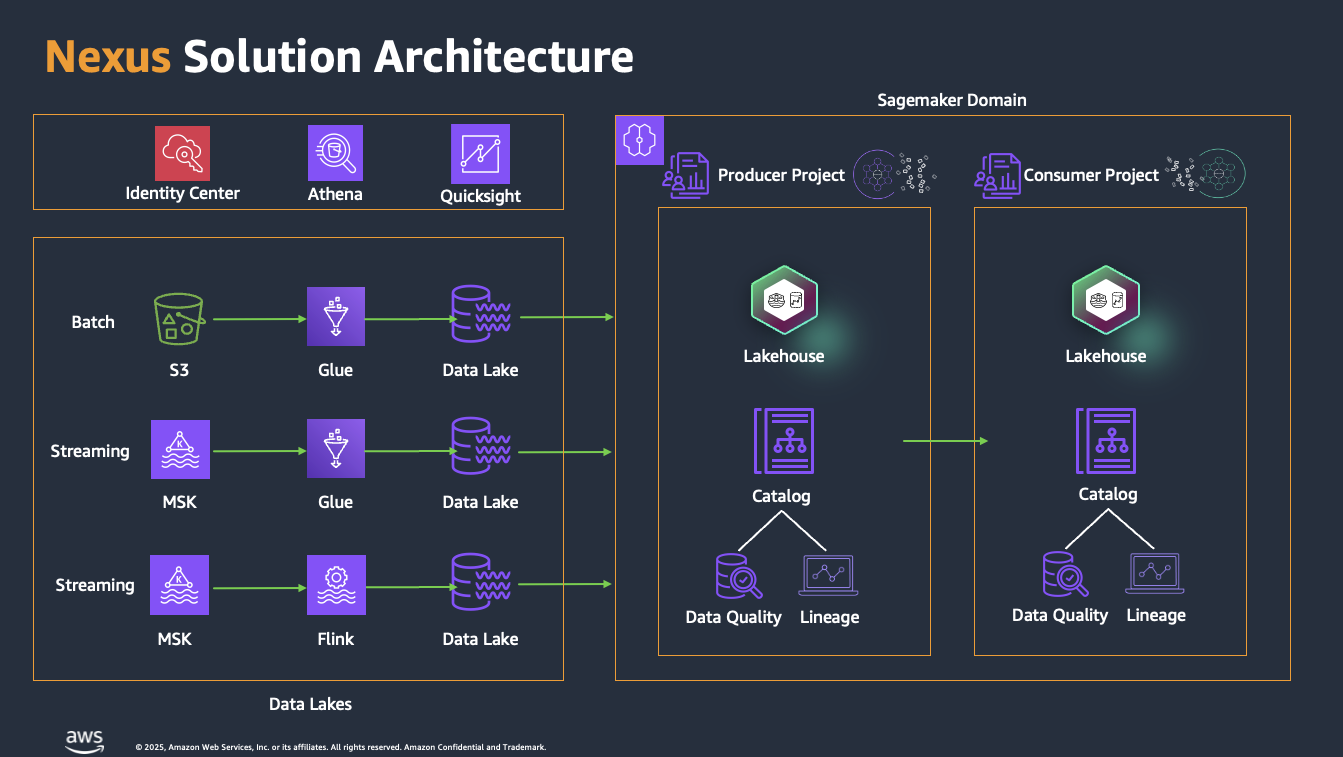 Nexus Solution Architecture
Sagemaker Domain
Identity Center
Athena
Quicksight
Producer Project
Consumer Project
Batch
S3
Glue
Data Lake
Streaming
K
MSK
Glue
Data Lake
Streaming
K
MSK
Flink
Data Lake
Data Lakes
Lakehouse
Catalog
Data Quality
Lineage
Lakehouse
Catalog
Data Quality
Lineage
aws
© 2025, Amazon Web Services, Inc. or its affiliates. All rights reserved. Amazon Confidential and Trademark.